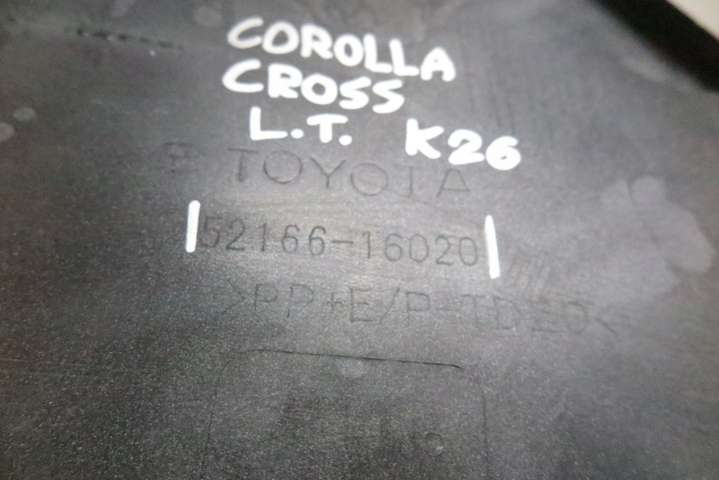 COROLLA
CROSS
L.T. K26
TOYOTA
52166-16020
>PP+E/P-TD20<